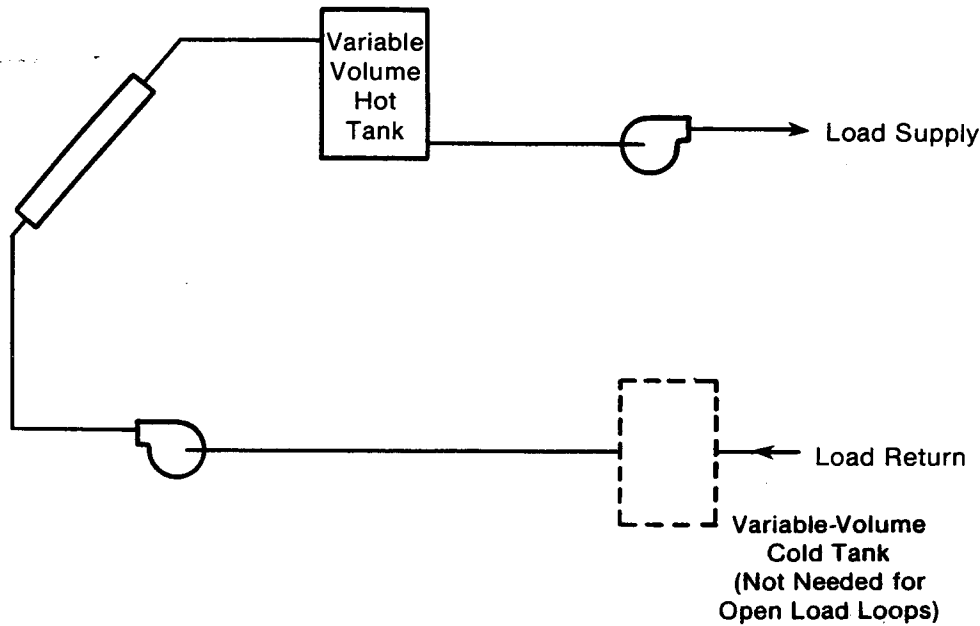 Variable
Volume
Hot
Tank
Load Supply
Load Return
Variable-Volume
Cold Tank
(Not Needed for
Open Load Loops)